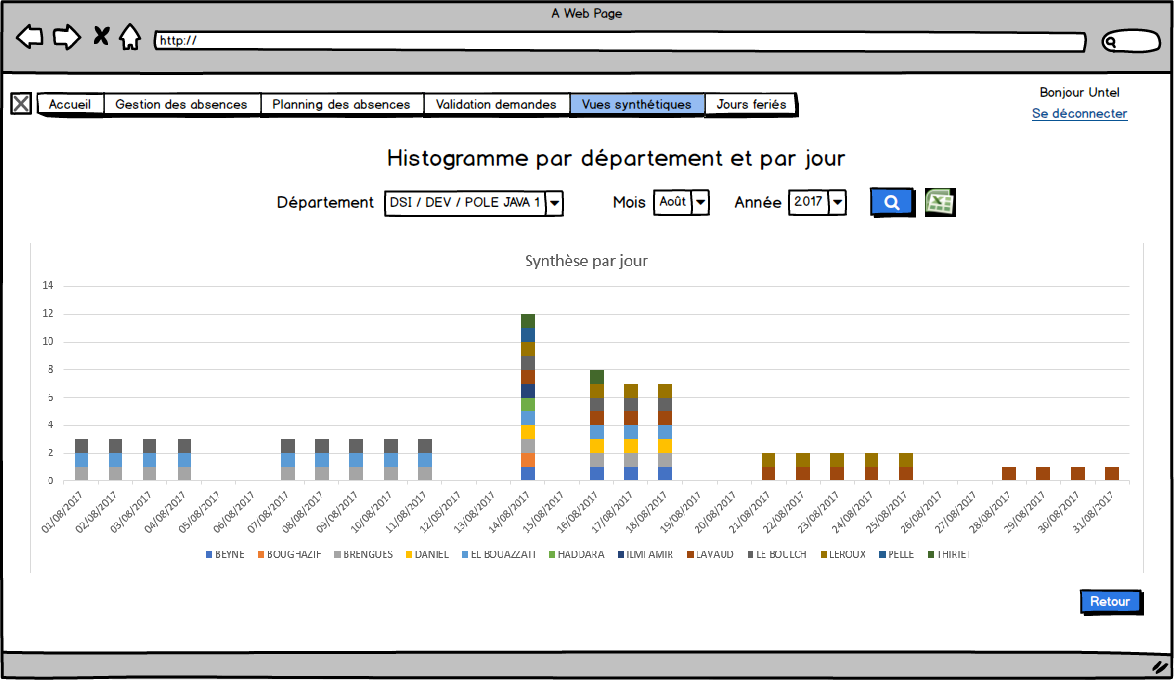 A Web Page
http://
Accueil Gestion des absences Planning des absences Validation demandes Vues synthétiques Jours feriés
Bonjour Untel
Se déconnecter
Histogramme par département et par jour
Département DSI / DEV / POLE JAVA 1 Mois Août Année 2017
Synthèse par jour
14
12
10
8
6
4
2
0
01/08/2017 02/08/2017 03/08/2017 04/08/2017 05/08/2017 06/08/2017 07/08/2017 08/08/2017 09/08/2017 10/08/2017 11/08/2017 12/08/2017 13/08/2017 14/08/2017 15/08/2017 16/08/2017 17/08/2017 18/08/2017 19/08/2017 20/08/2017 21/08/2017 22/08/2017 23/08/2017 24/08/2017 25/08/2017 26/08/2017 27/08/2017 28/08/2017 29/08/2017 30/08/2017 31/08/2017
BEYNE BOUGHAZIF BRENGUES DANIEL EL BOUAZZATI HADDARA ILMI AMIR LAVAUD LE BOULCH LEROUX PELLE THIRIET
Retour